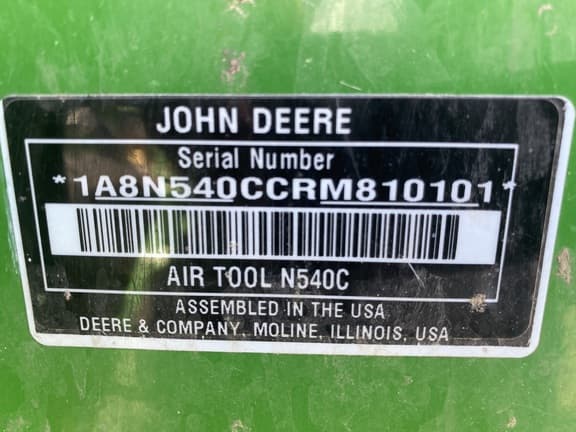 JOHN DEERE
Serial Number
*1A8N540CCRM810101*
AIR TOOL N540C
ASSEMBLED IN THE USA
DEERE & COMPANY, MOLINE, ILLINOIS, USA